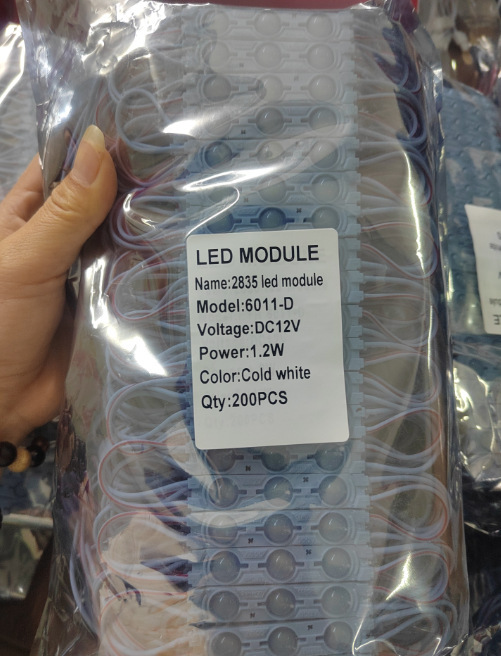 LED MODULE
Name:2835 led module
Model:6011-D
Voltage:DC12V
Power:1.2W
Color:Cold white
Qty:200PCS